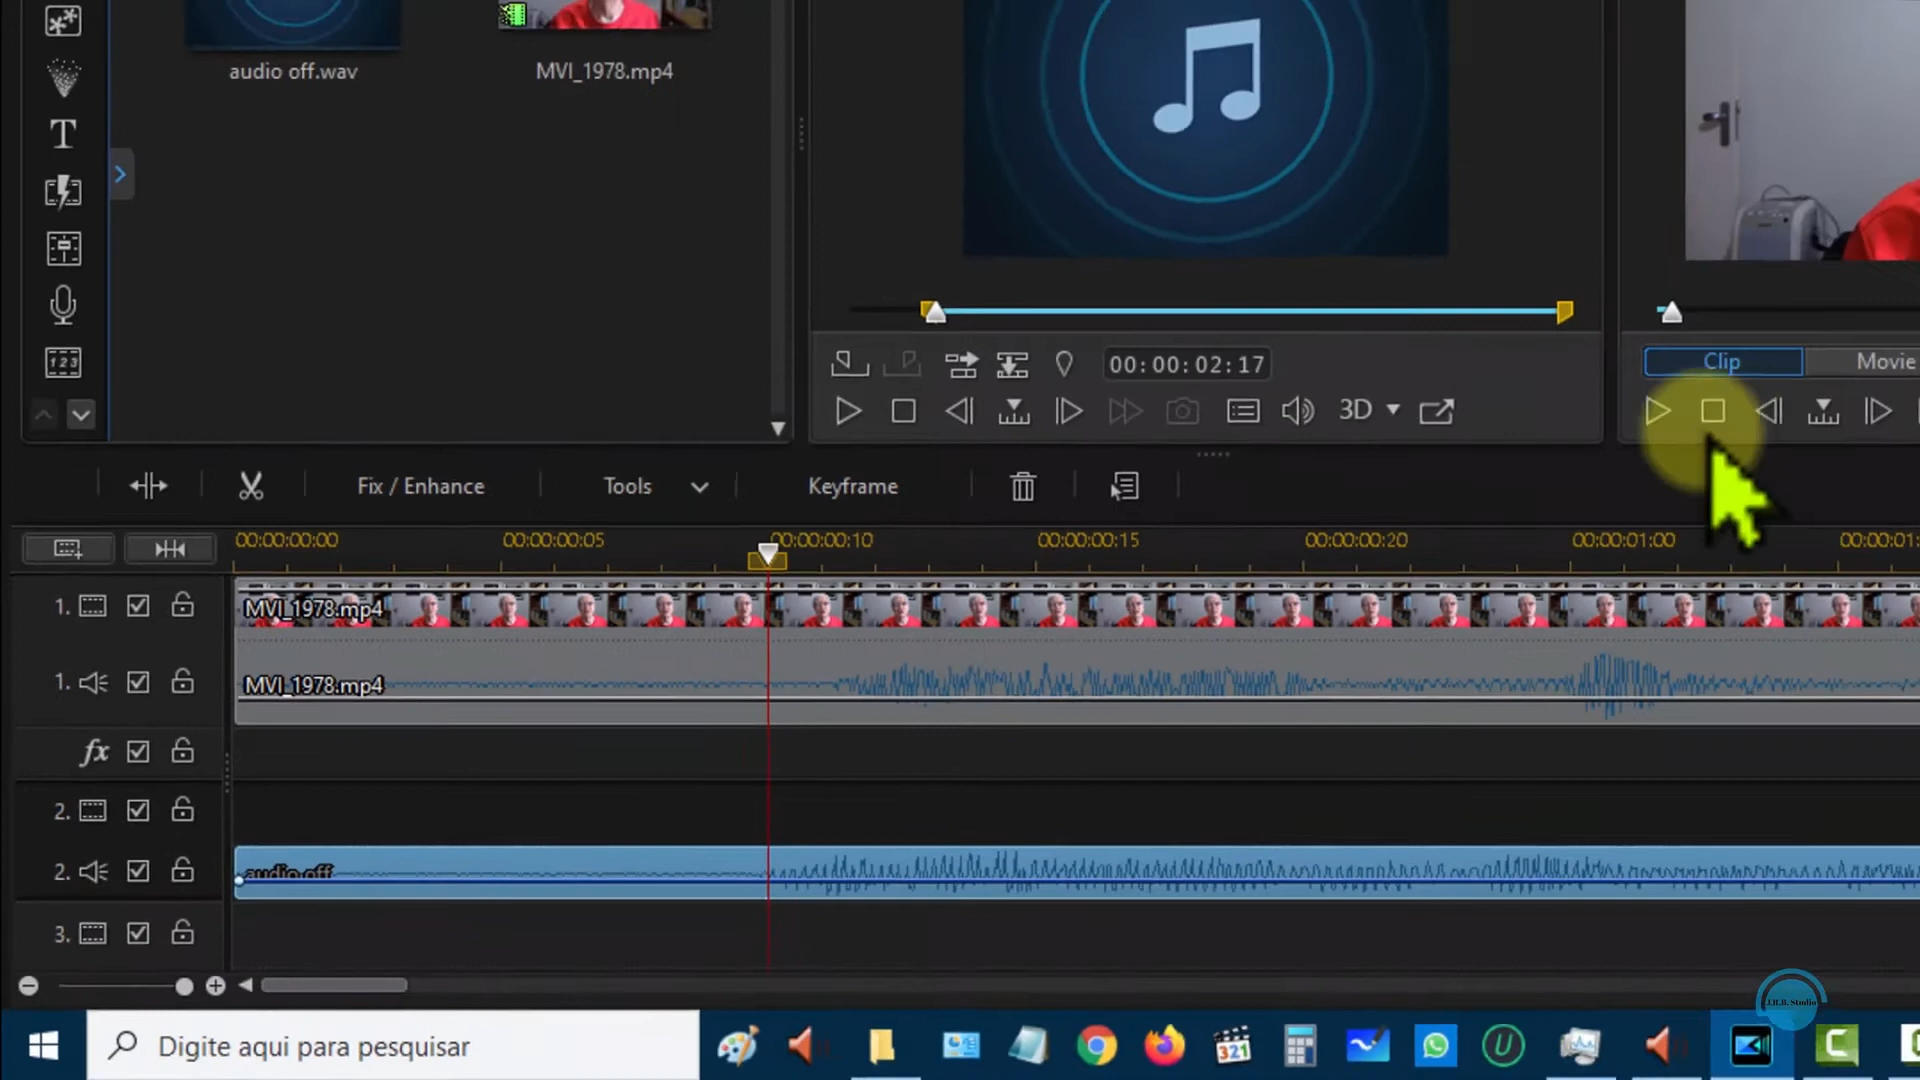 audio off.wav
MVI_1978.mp4
T
123
00:00:02:17
3D
Clip
Movie
Fix / Enhance
Tools
Keyframe
00:00:00:00
00:00:00:05
00:00:00:10
00:00:00:15
00:00:00:20
00:00:01:00
00:00:01:
1.
MVI_1978.mp4
1.
MVI_1978.mp4
fx
2.
2.
audio off
3.
J.H.B. Studio
Digite aqui para pesquisar
321
U
C